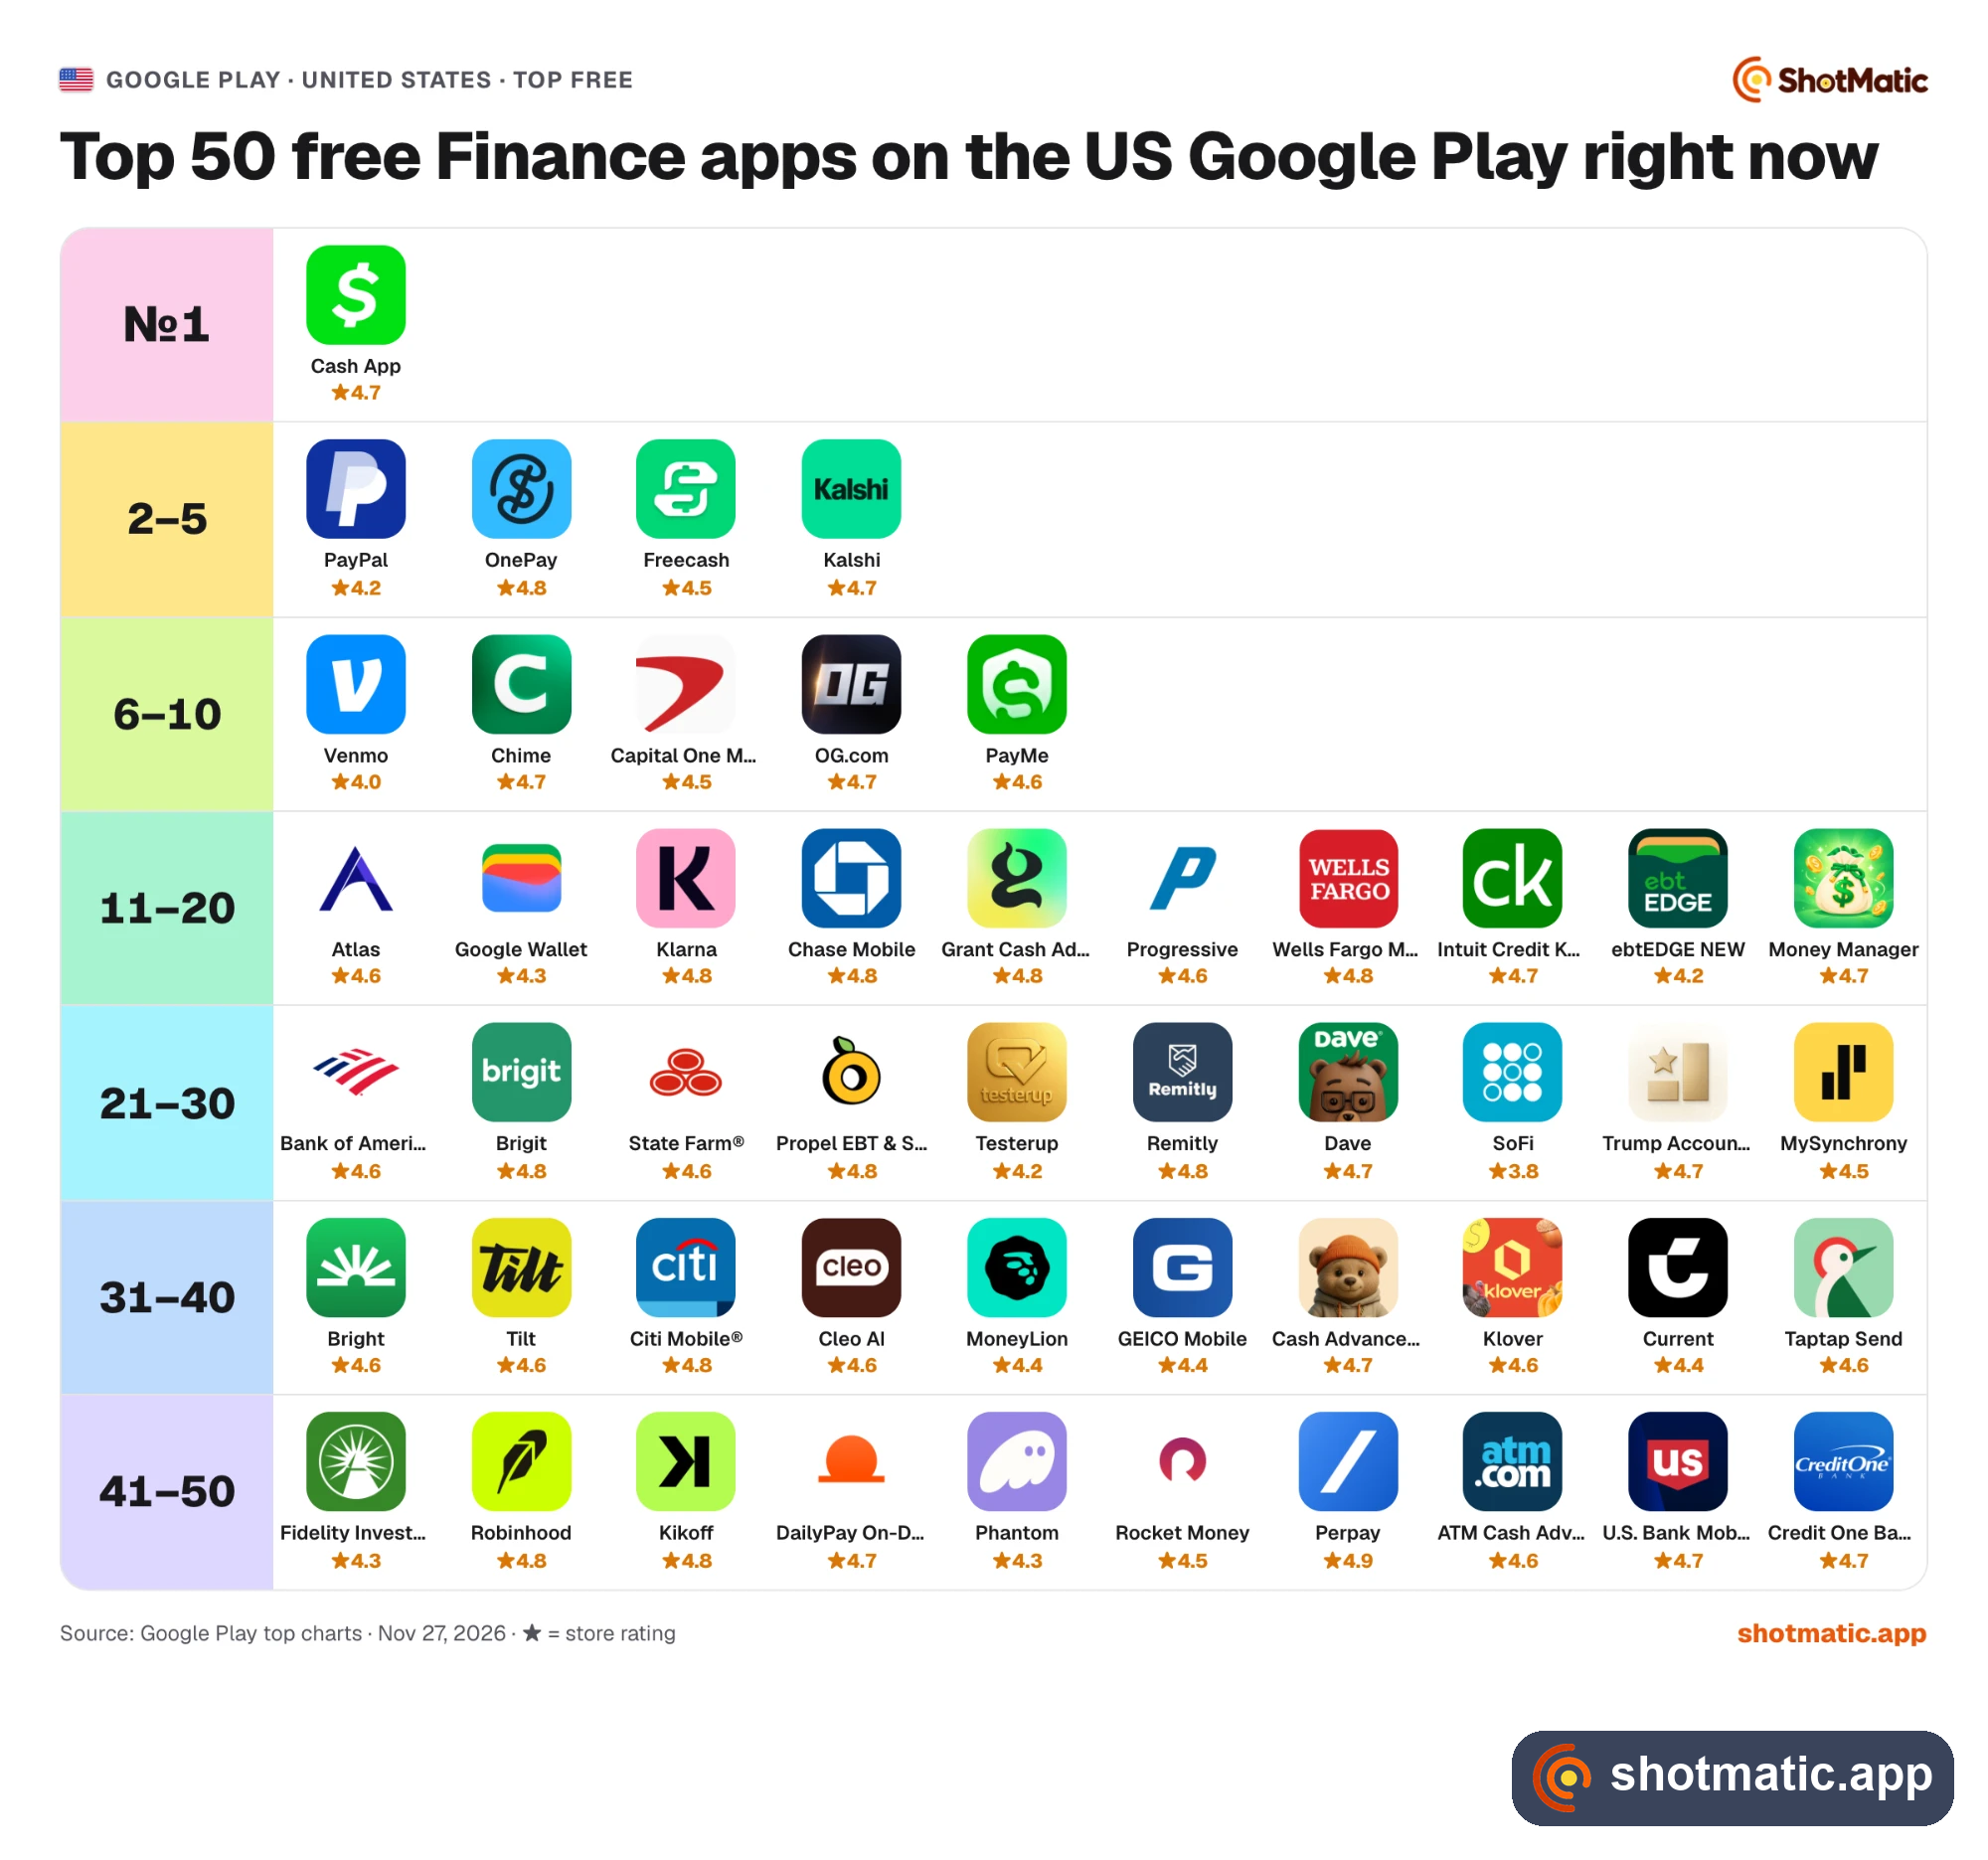 GOOGLE PLAY · UNITED STATES · TOP FREE
ShotMatic
Top 50 free Finance apps on the US Google Play right now
№1
$
Cash App
★4.7
2–5
Kalshi
PayPal OnePay Freecash Kalshi
★4.2 ★4.8 ★4.5 ★4.7
6–10
OG
Venmo Chime Capital One M... OG.com PayMe
★4.0 ★4.7 ★4.5 ★4.7 ★4.6
11–20
K
WELLS FARGO
ck
ebt EDGE
$
Atlas Google Wallet Klarna Chase Mobile Grant Cash Ad... Progressive Wells Fargo M... Intuit Credit K... ebtEDGE NEW Money Manager
★4.6 ★4.3 ★4.8 ★4.8 ★4.8 ★4.6 ★4.8 ★4.7 ★4.2 ★4.7
21–30
brigit
testerup
Remitly
Dave
Bank of Ameri... Brigit State Farm® Propel EBT & S... Testerup Remitly Dave SoFi Trump Accoun... MySynchrony
★4.6 ★4.8 ★4.6 ★4.8 ★4.2 ★4.8 ★4.7 ★3.8 ★4.7 ★4.5
31–40
Tilt
citi
cleo
G
klover
Bright Tilt Citi Mobile® Cleo AI MoneyLion GEICO Mobile Cash Advance... Klover Current Taptap Send
★4.6 ★4.6 ★4.8 ★4.6 ★4.4 ★4.4 ★4.7 ★4.6 ★4.4 ★4.6
41–50
atm .com
us
CreditOne BANK
Fidelity Invest... Robinhood Kikoff DailyPay On-D... Phantom Rocket Money Perpay ATM Cash Adv... U.S. Bank Mob... Credit One Ba...
★4.3 ★4.8 ★4.8 ★4.7 ★4.3 ★4.5 ★4.9 ★4.6 ★4.7 ★4.7
Source: Google Play top charts · Nov 27, 2026 · ★ = store rating
shotmatic.app
shotmatic.app